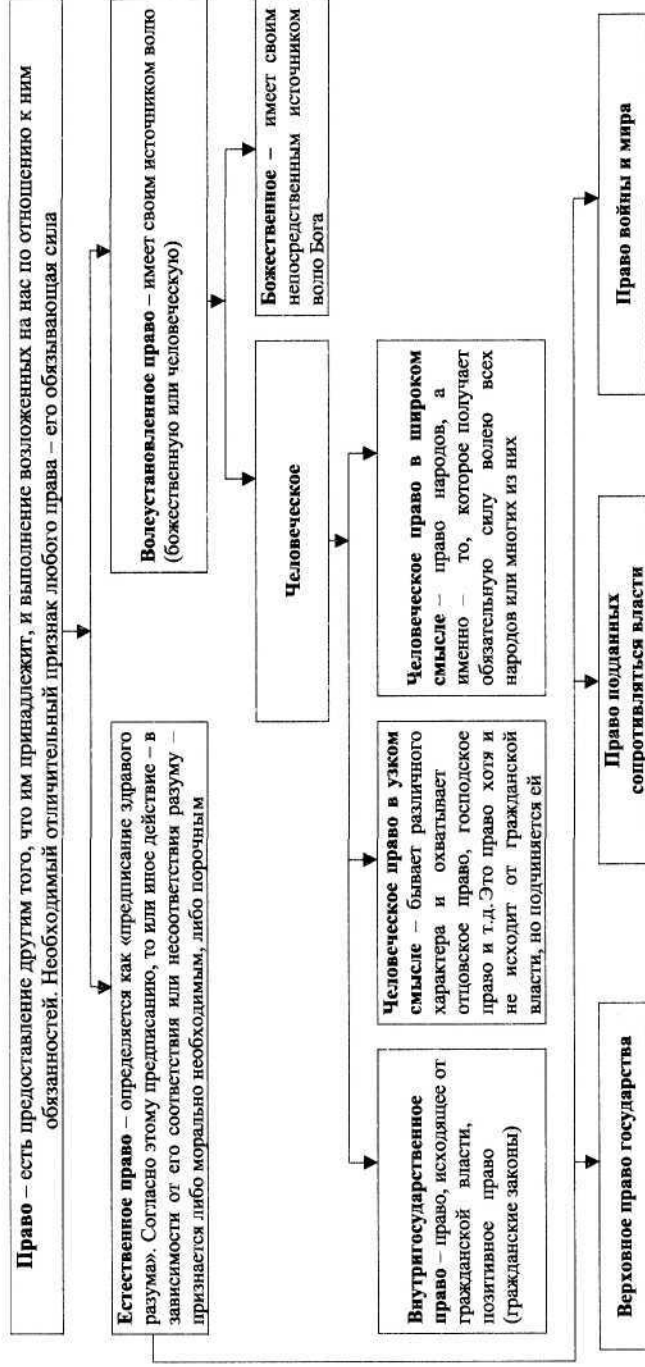 Право – есть предоставление другим того, что им принадлежит, и выполнение возложенных на нас по отношению к ним
обязанностей. Необходимый отличительный признак любого права – его обязывающая сила
Естественное право – определяется как «предписание здравого
разума». Согласно этому предписанию, то или иное действие – в
зависимости от его соответствия или несоответствия разуму –
признается либо морально необходимым, либо порочным
Волеустановленное право – имеет своим источником волю
(божественную или человеческую)
Человеческое
Божественное – имеет своим
непосредственным источником
волю Бога
Внутригосударственное
право – право, исходящее от
гражданской власти,
позитивное право
(гражданские законы)
Человеческое право в узком
смысле – бывает различного
характера и охватывает
отцовское право, господское
право и т.д.Это право хотя и
не исходит от гражданской
власти, но подчиняется ей
Человеческое право в широком
смысле – право народов, а
именно – то, которое получает
обязательную силу волею всех
народов или многих из них
Верховное право государства
Право подданных
сопротивляться власти
Право войны и мира